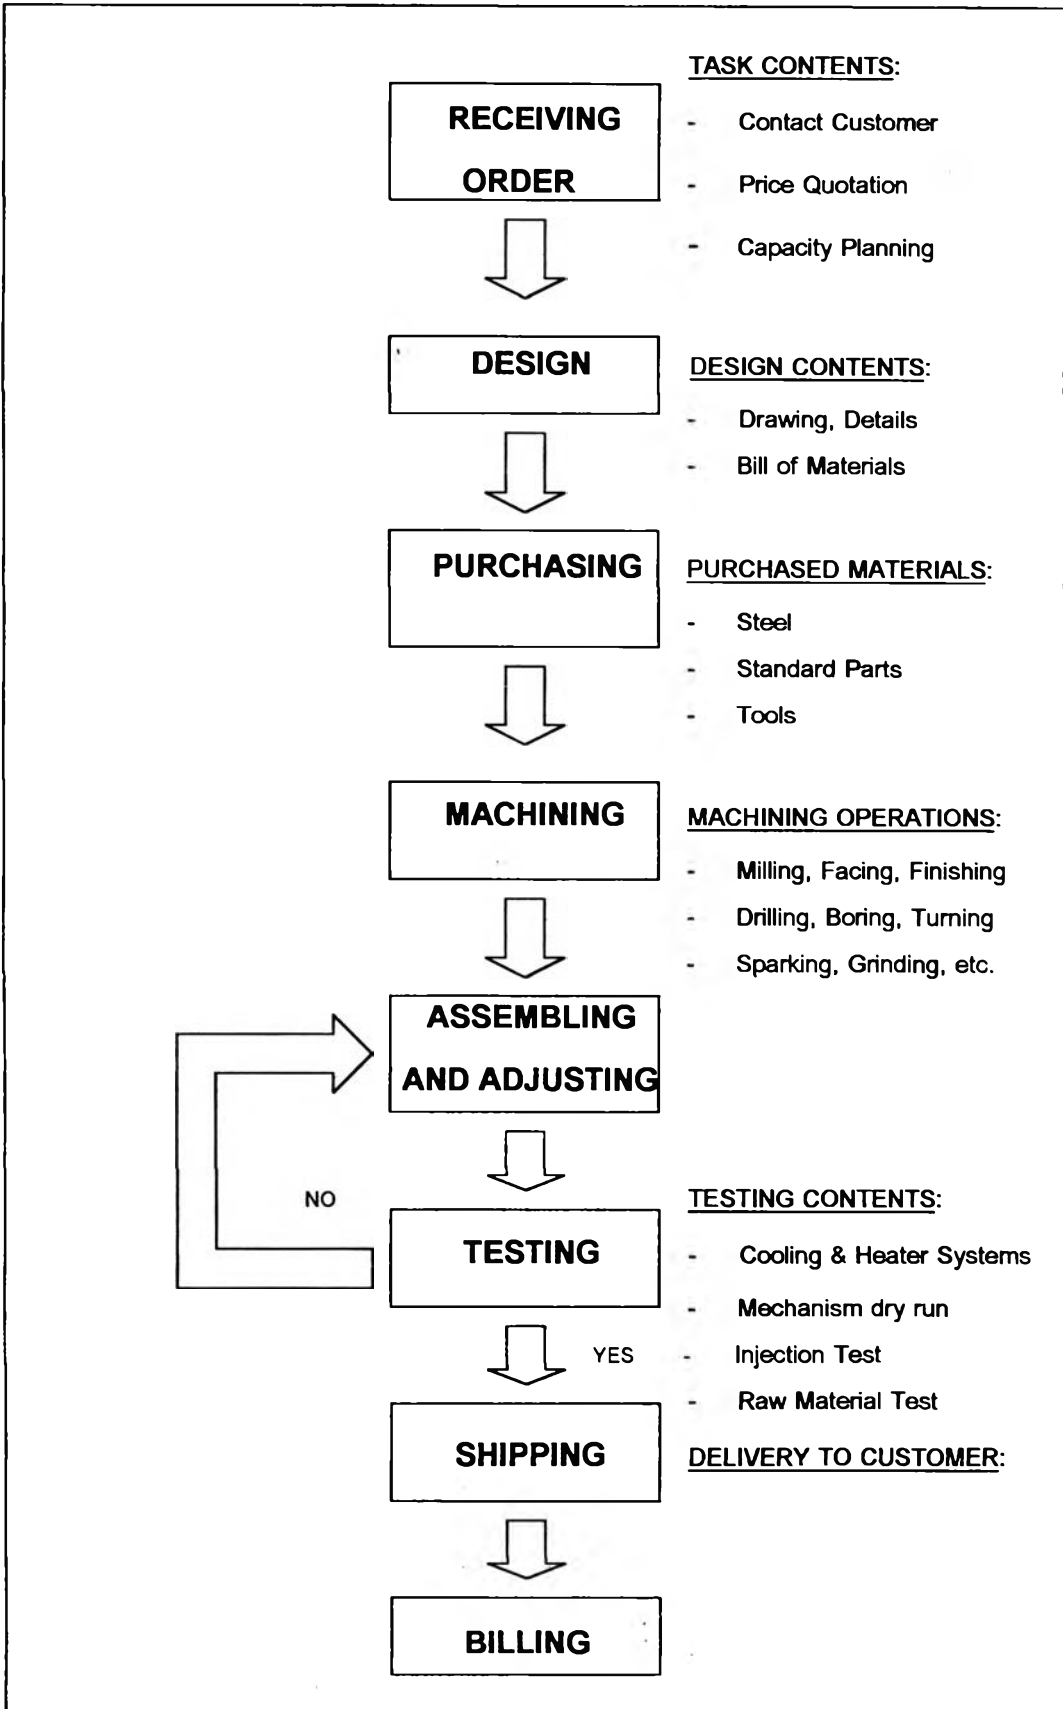 TASK CONTENTS:
RECEIVING
ORDER
- Contact Customer
- Price Quotation
- Capacity Planning
DESIGN
DESIGN CONTENTS:
- Drawing, Details
- Bill of Materials
PURCHASING
PURCHASED MATERIALS:
- Steel
- Standard Parts
- Tools
MACHINING
MACHINING OPERATIONS:
- Milling, Facing, Finishing
- Drilling, Boring, Turning
- Sparking, Grinding, etc.
ASSEMBLING
AND ADJUSTING
NO
TESTING
TESTING CONTENTS:
- Cooling & Heater Systems
- Mechanism dry run
YES
- Injection Test
- Raw Material Test
SHIPPING
DELIVERY TO CUSTOMER:
BILLING